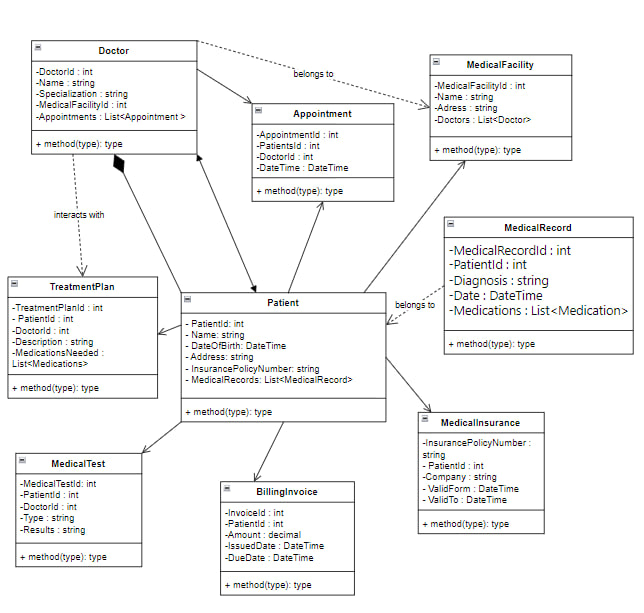 Doctor
-DoctorId : int
-Name : string
-Specialization : string
-MedicalFacilityId : int
-Appointments : List<Appointment >
+ method(type): type
belongs to
MedicalFacility
-MedicalFacilityId : int
-Name : string
-Adress : string
-Doctors : List<Doctor>
+ method(type): type
Appointment
-AppointmentId : int
-PatientsId : int
-DoctorId : int
-DateTime : DateTime
+ method(type): type
interacts with
MedicalRecord
-MedicalRecordId : int
-PatientId : int
-Diagnosis : string
-Date : DateTime
-Medications : List<Medication>
+ method(type): type
belongs to
TreatmentPlan
-TreatmentPlanId : int
- PatientId : int
-DoctorId : int
-Description : string
-MedicationsNeeded :
List<Medications>
+ method(type): type
Patient
- PatientId: int
- Name: string
- DateOfBirth: DateTime
- Address: string
- InsurancePolicyNumber: string
- MedicalRecords: List<MedicalRecord>
+ method(type): type
MedicalInsurance
-InsurancePolicyNumber :
string
- PatientId : int
-Company : string
- ValidForm : DateTime
- ValidTo : DateTime
+ method(type): type
MedicalTest
-MedicalTestId: int
-PatientId : int
-DoctorId : int
-Type : string
-Results : string
+ method(type): type
BillingInvoice
-InvoiceId : int
-PatientId : int
-Amount : decimal
-IssuedDate : DateTime
-DueDate : DateTime
+ method(type): type